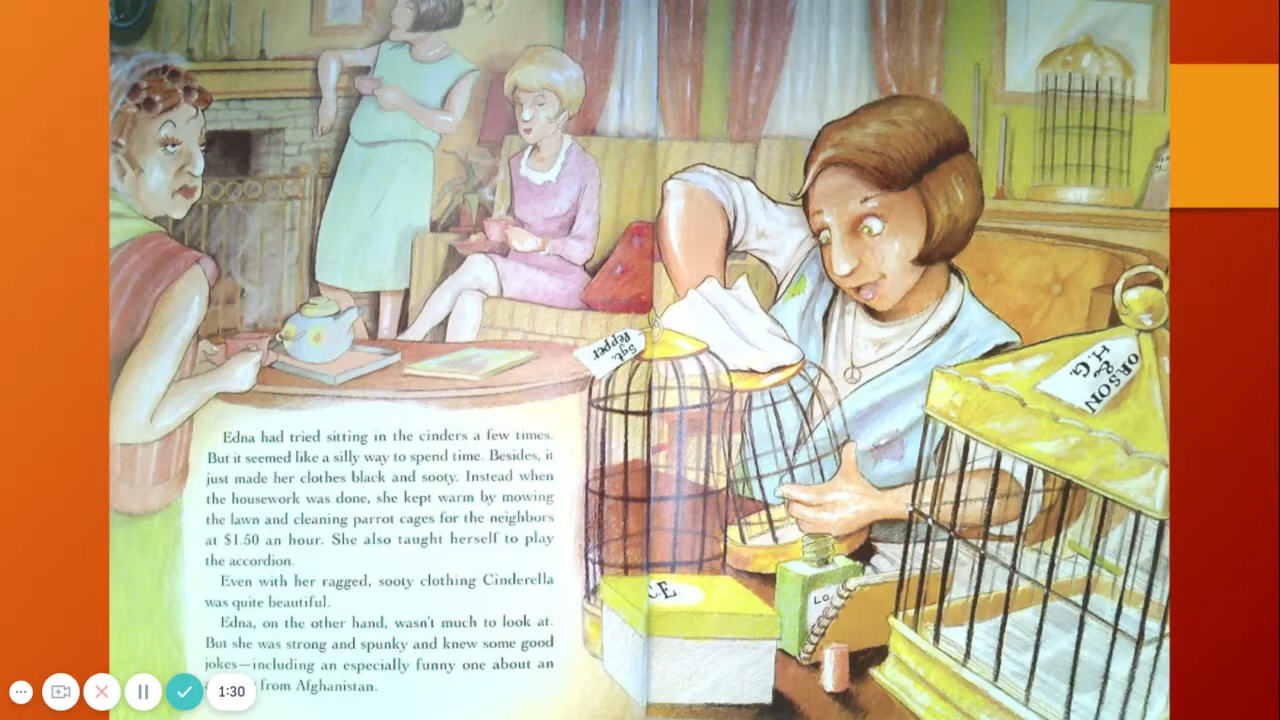 Sgt.
Pepper
ORSON
&
H.G.
Edna had tried sitting in the cinders a few times.
But it seemed like a silly way to spend time. Besides, it
just made her clothes black and sooty. Instead when
the housework was done, she kept warm by mowing
the lawn and cleaning parrot cages for the neighbors
at $1.50 an hour. She also taught herself to play
the accordion.
Even with her ragged, sooty clothing Cinderella
was quite beautiful.
Edna, on the other hand, wasn't much to look at.
But she was strong and spunky and knew some good
jokes—including an especially funny one about an
from Afghanistan.
CE
LO
1:30